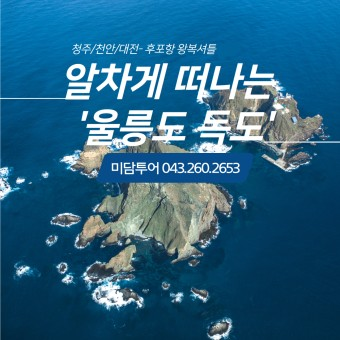 청주/천안/대전- 후포항 왕복셔틀
알차게 떠나는
'울릉도 독도'
미담투어 043.260.2653